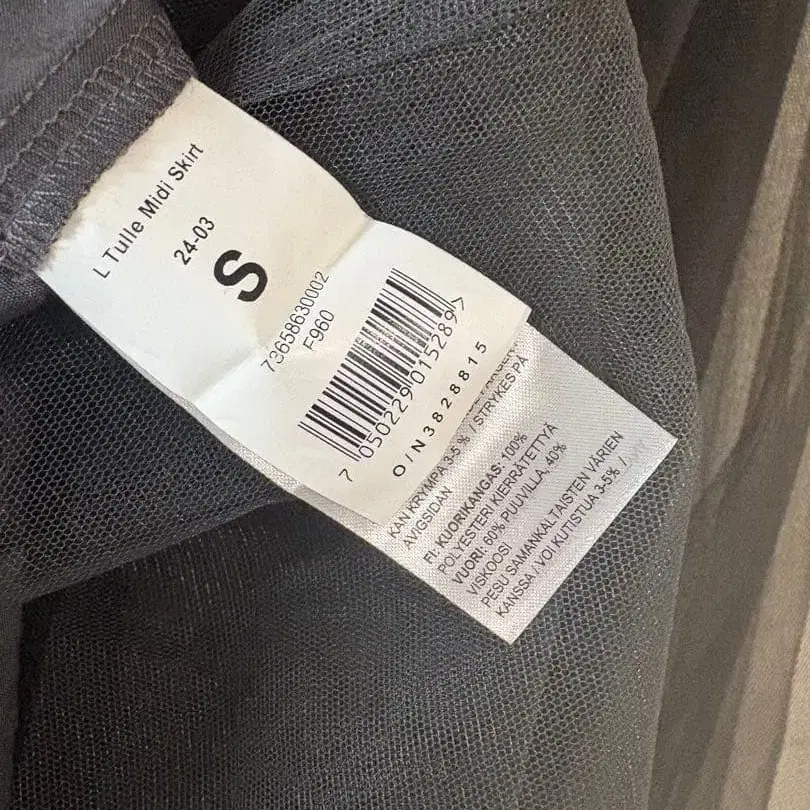 L Tulle Midi Skirt
24-03
S
73658630002
F960
7 050229 015289 >
O/N 3828815
KAN KRYMPA 3-5 % / STRYKES PÅ
AVIGSIDAN
FI: KUORIKANGAS: 100%
POLYESTERI KIERRÄTETTYÄ
VUORI: 60% PUUVILLA, 40%
VISKOOSI
PESU SAMANKALTAISTEN VÄRIEN
KANSSA / VOI KUTISTUA 3-5% /